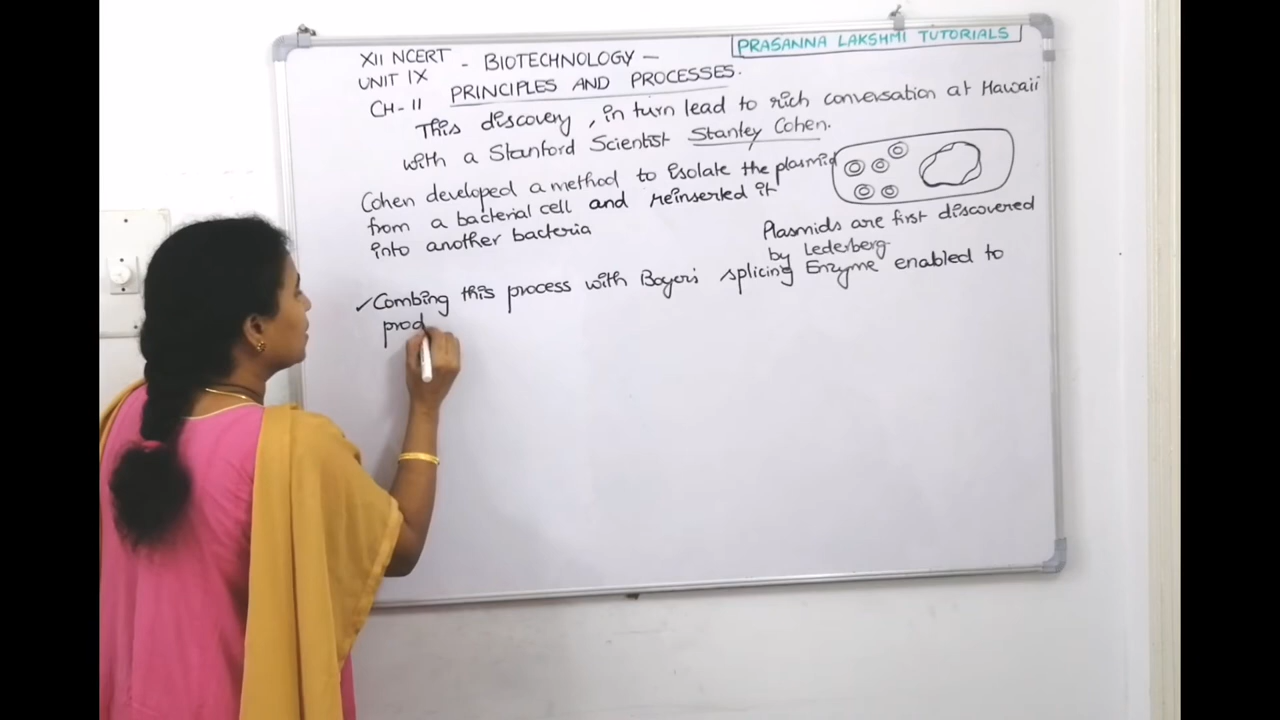 XII NCERT - BIOTECHNOLOGY -
PRASANNA LAKSHMI TUTORIALS
UNIT IX
CH-11 PRINCIPLES AND PROCESSES.
This discovery, in turn lead to rich conversation at Hawaii
with a Stanford Scientist Stanley Cohen.
Cohen developed a method to isolate the plasmid
from a bacterial cell and reinserted it
into another bacteria
Plasmids are first discovered
by Lederberg.
✓Combing this process with Boyer's splicing Enzyme enabled to
prod